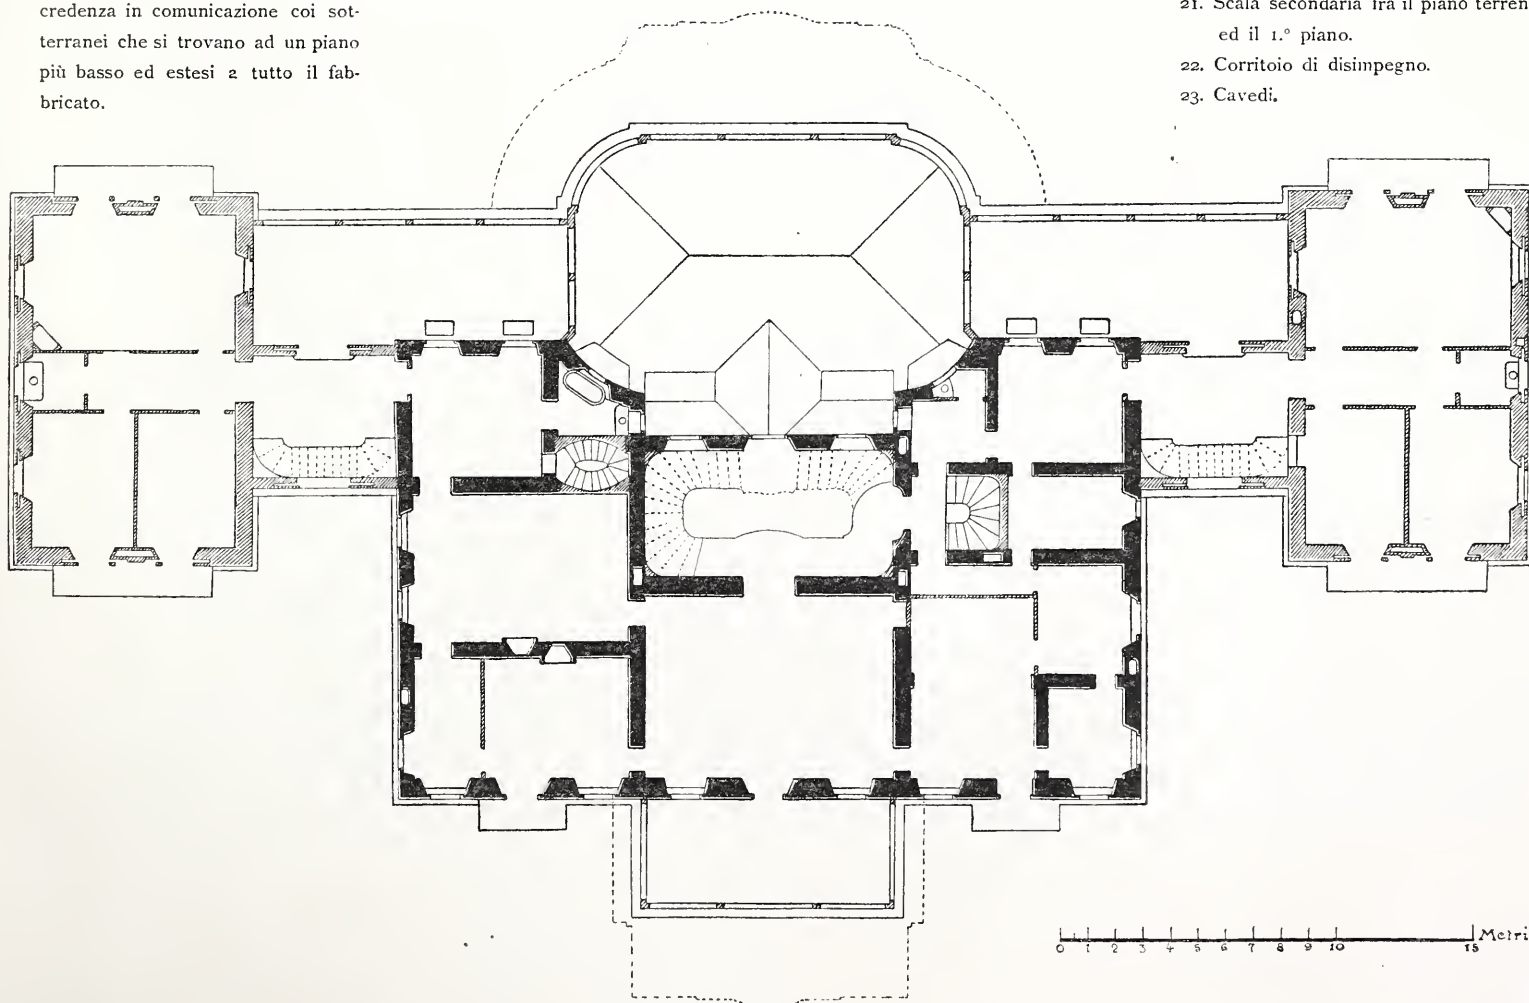 credenza in comunicazione coi sot-
terranei che si trovano ad un piano
più basso ed estesi 2 tutto il fab-
bricato.
21. Scala secondaria fra il piano terren
ed il 1.° piano.
22. Corritoio di disimpegno.
23. Cavedi.
0 1 2 3 4 5 6 7 8 9 10 15 Metri